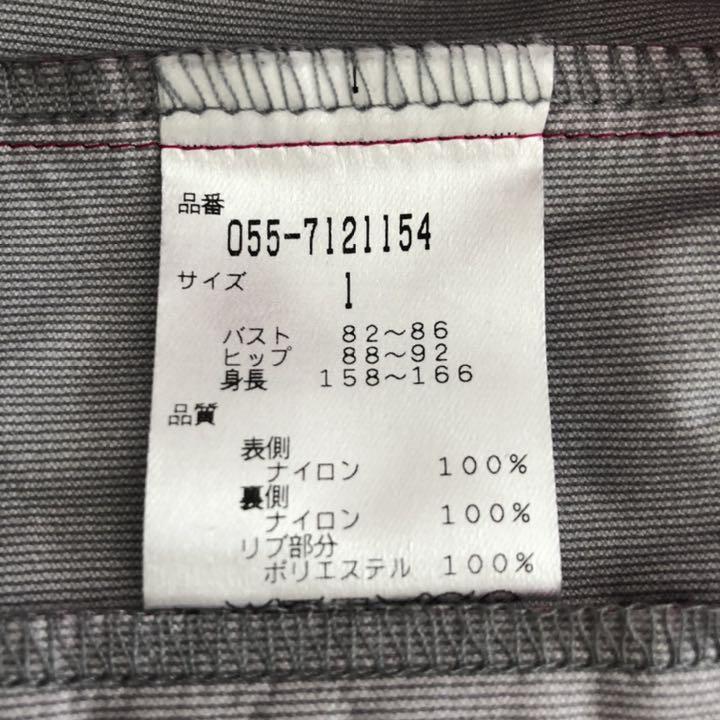 品番
055-7121154
サイズ
1
バスト 82～86
ヒップ 88～92
身長 158～166
品質
表側
ナイロン 100%
裏側
ナイロン 100%
リブ部分
ポリエステル 100%